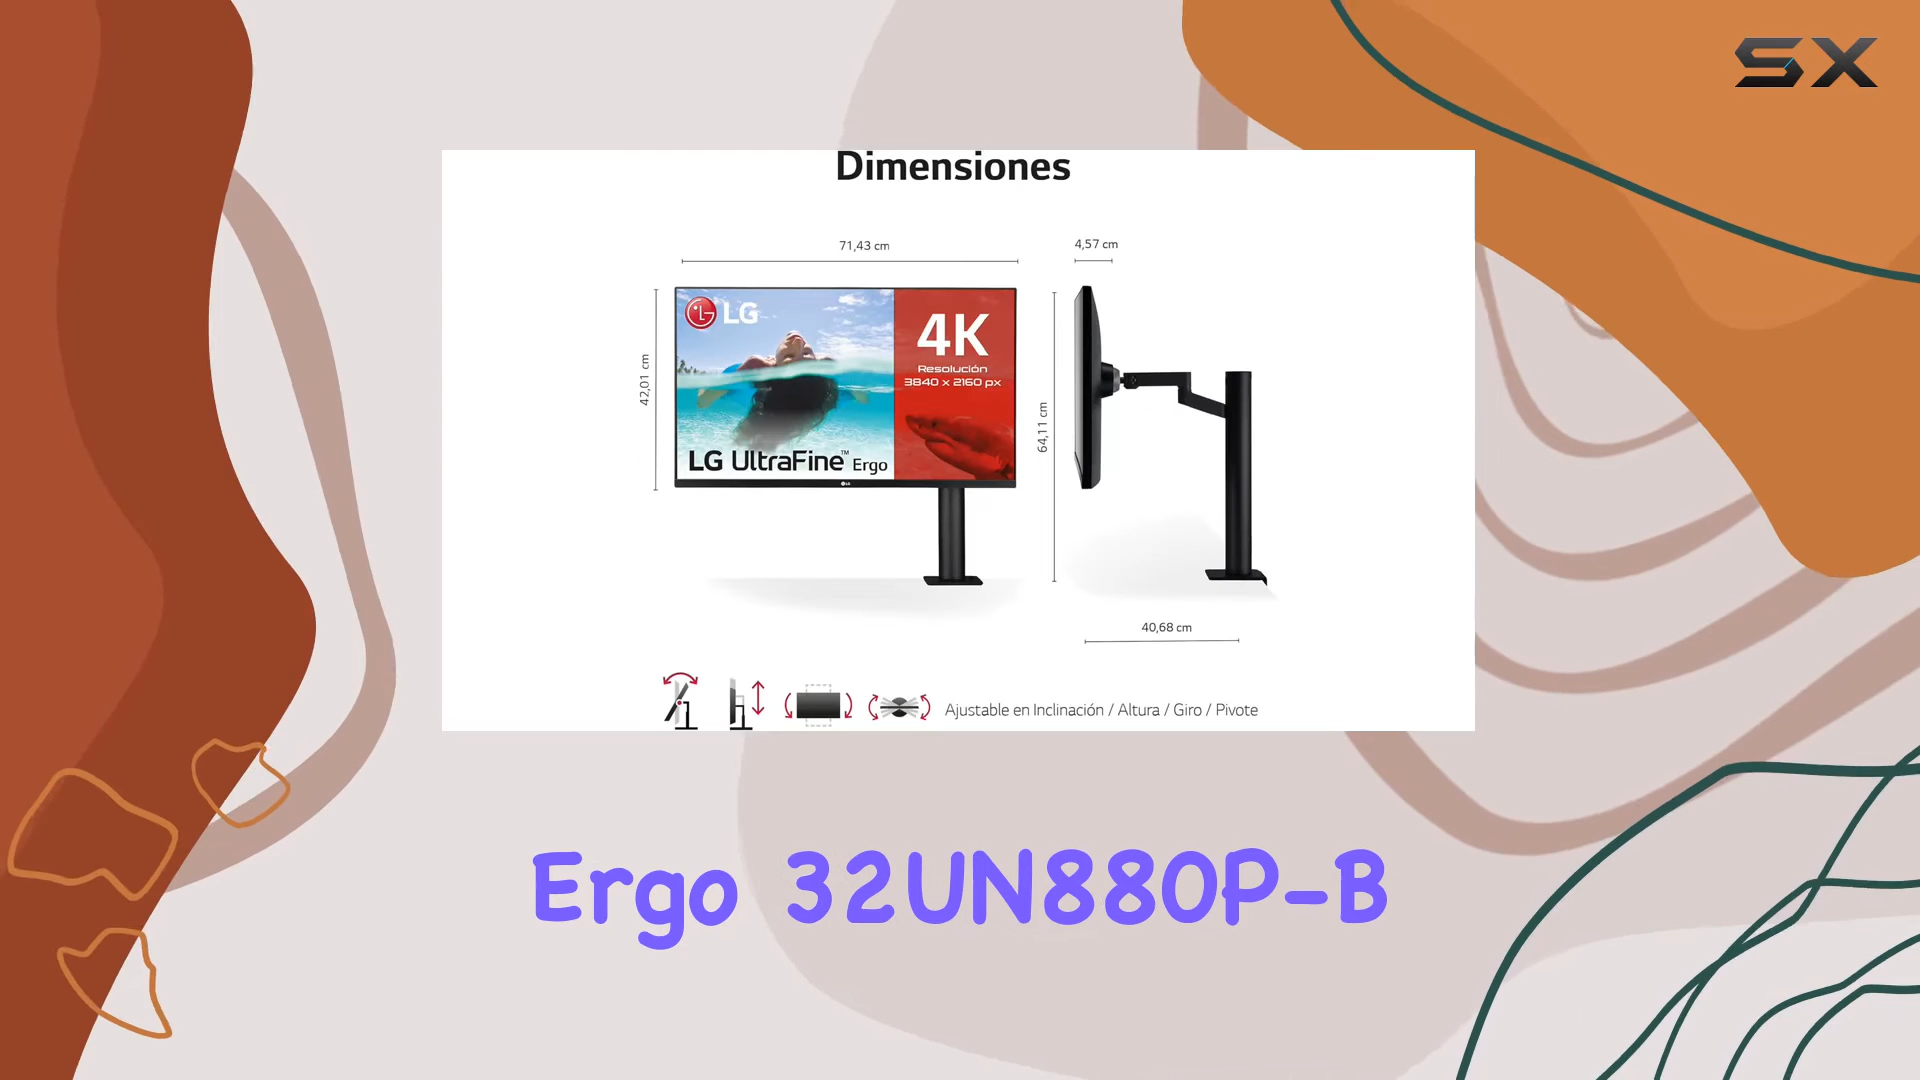 SX
Dimensiones
71,43 cm
4,57 cm
42,01 cm
64,11 cm
LG
4K
Resolución
3840 x 2160 px
LG UltraFine™ Ergo
LG
40,68 cm
Ajustable en Inclinación / Altura / Giro / Pivote
Ergo 32UN880P-B